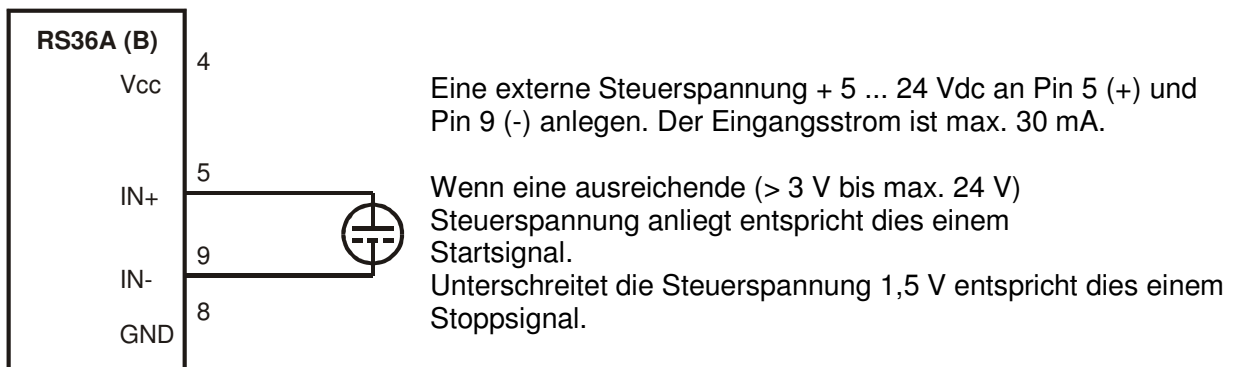 RS36A (B)
4
Vcc
5
IN+
9
IN-
8
GND
Eine externe Steuerspannung + 5 ... 24 Vdc an Pin 5 (+) und
Pin 9 (-) anlegen. Der Eingangsstrom ist max. 30 mA.
Wenn eine ausreichende (> 3 V bis max. 24 V)
Steuerspannung anliegt entspricht dies einem
Startsignal.
Unterschreitet die Steuerspannung 1,5 V entspricht dies einem
Stoppsignal.